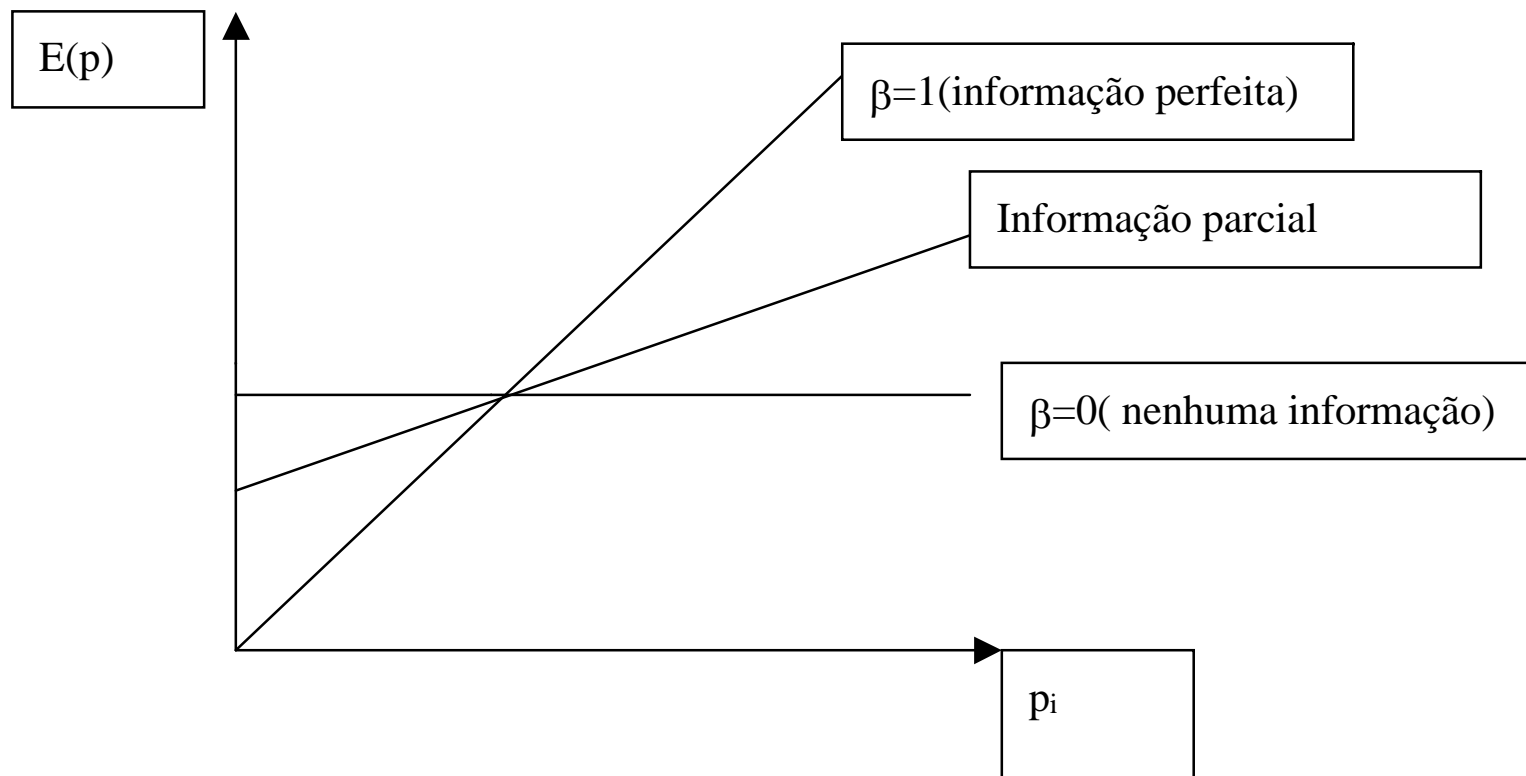 E(p)
β=1(informação perfeita)
Informação parcial
β=0( nenhuma informação)
pi